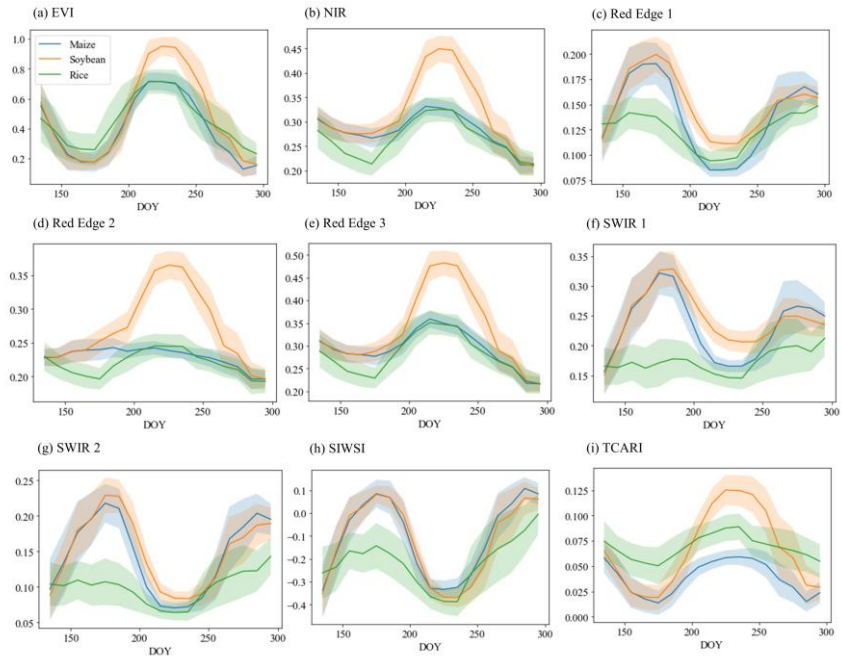 (a) EVI
(b) NIR
(c) Red Edge 1
1.0
0.8
0.6
0.4
0.2
Maize
Soybean
Rice
150 200 250 300
DOY
0.45
0.40
0.35
0.30
0.25
0.20
150 200 250 300
DOY
0.200
0.175
0.150
0.125
0.100
0.075
150 200 250 300
DOY
(d) Red Edge 2
(e) Red Edge 3
(f) SWIR 1
0.35
0.30
0.25
0.20
150 200 250 300
DOY
0.50
0.45
0.40
0.35
0.30
0.25
0.20
150 200 250 300
DOY
0.35
0.30
0.25
0.20
0.15
150 200 250 300
DOY
(g) SWIR 2
(h) SIWSI
(i) TCARI
0.25
0.20
0.15
0.10
0.05
150 200 250 300
DOY
0.1
0.0
−0.1
−0.2
−0.3
−0.4
150 200 250 300
DOY
0.125
0.100
0.075
0.050
0.025
0.000
150 200 250 300
DOY